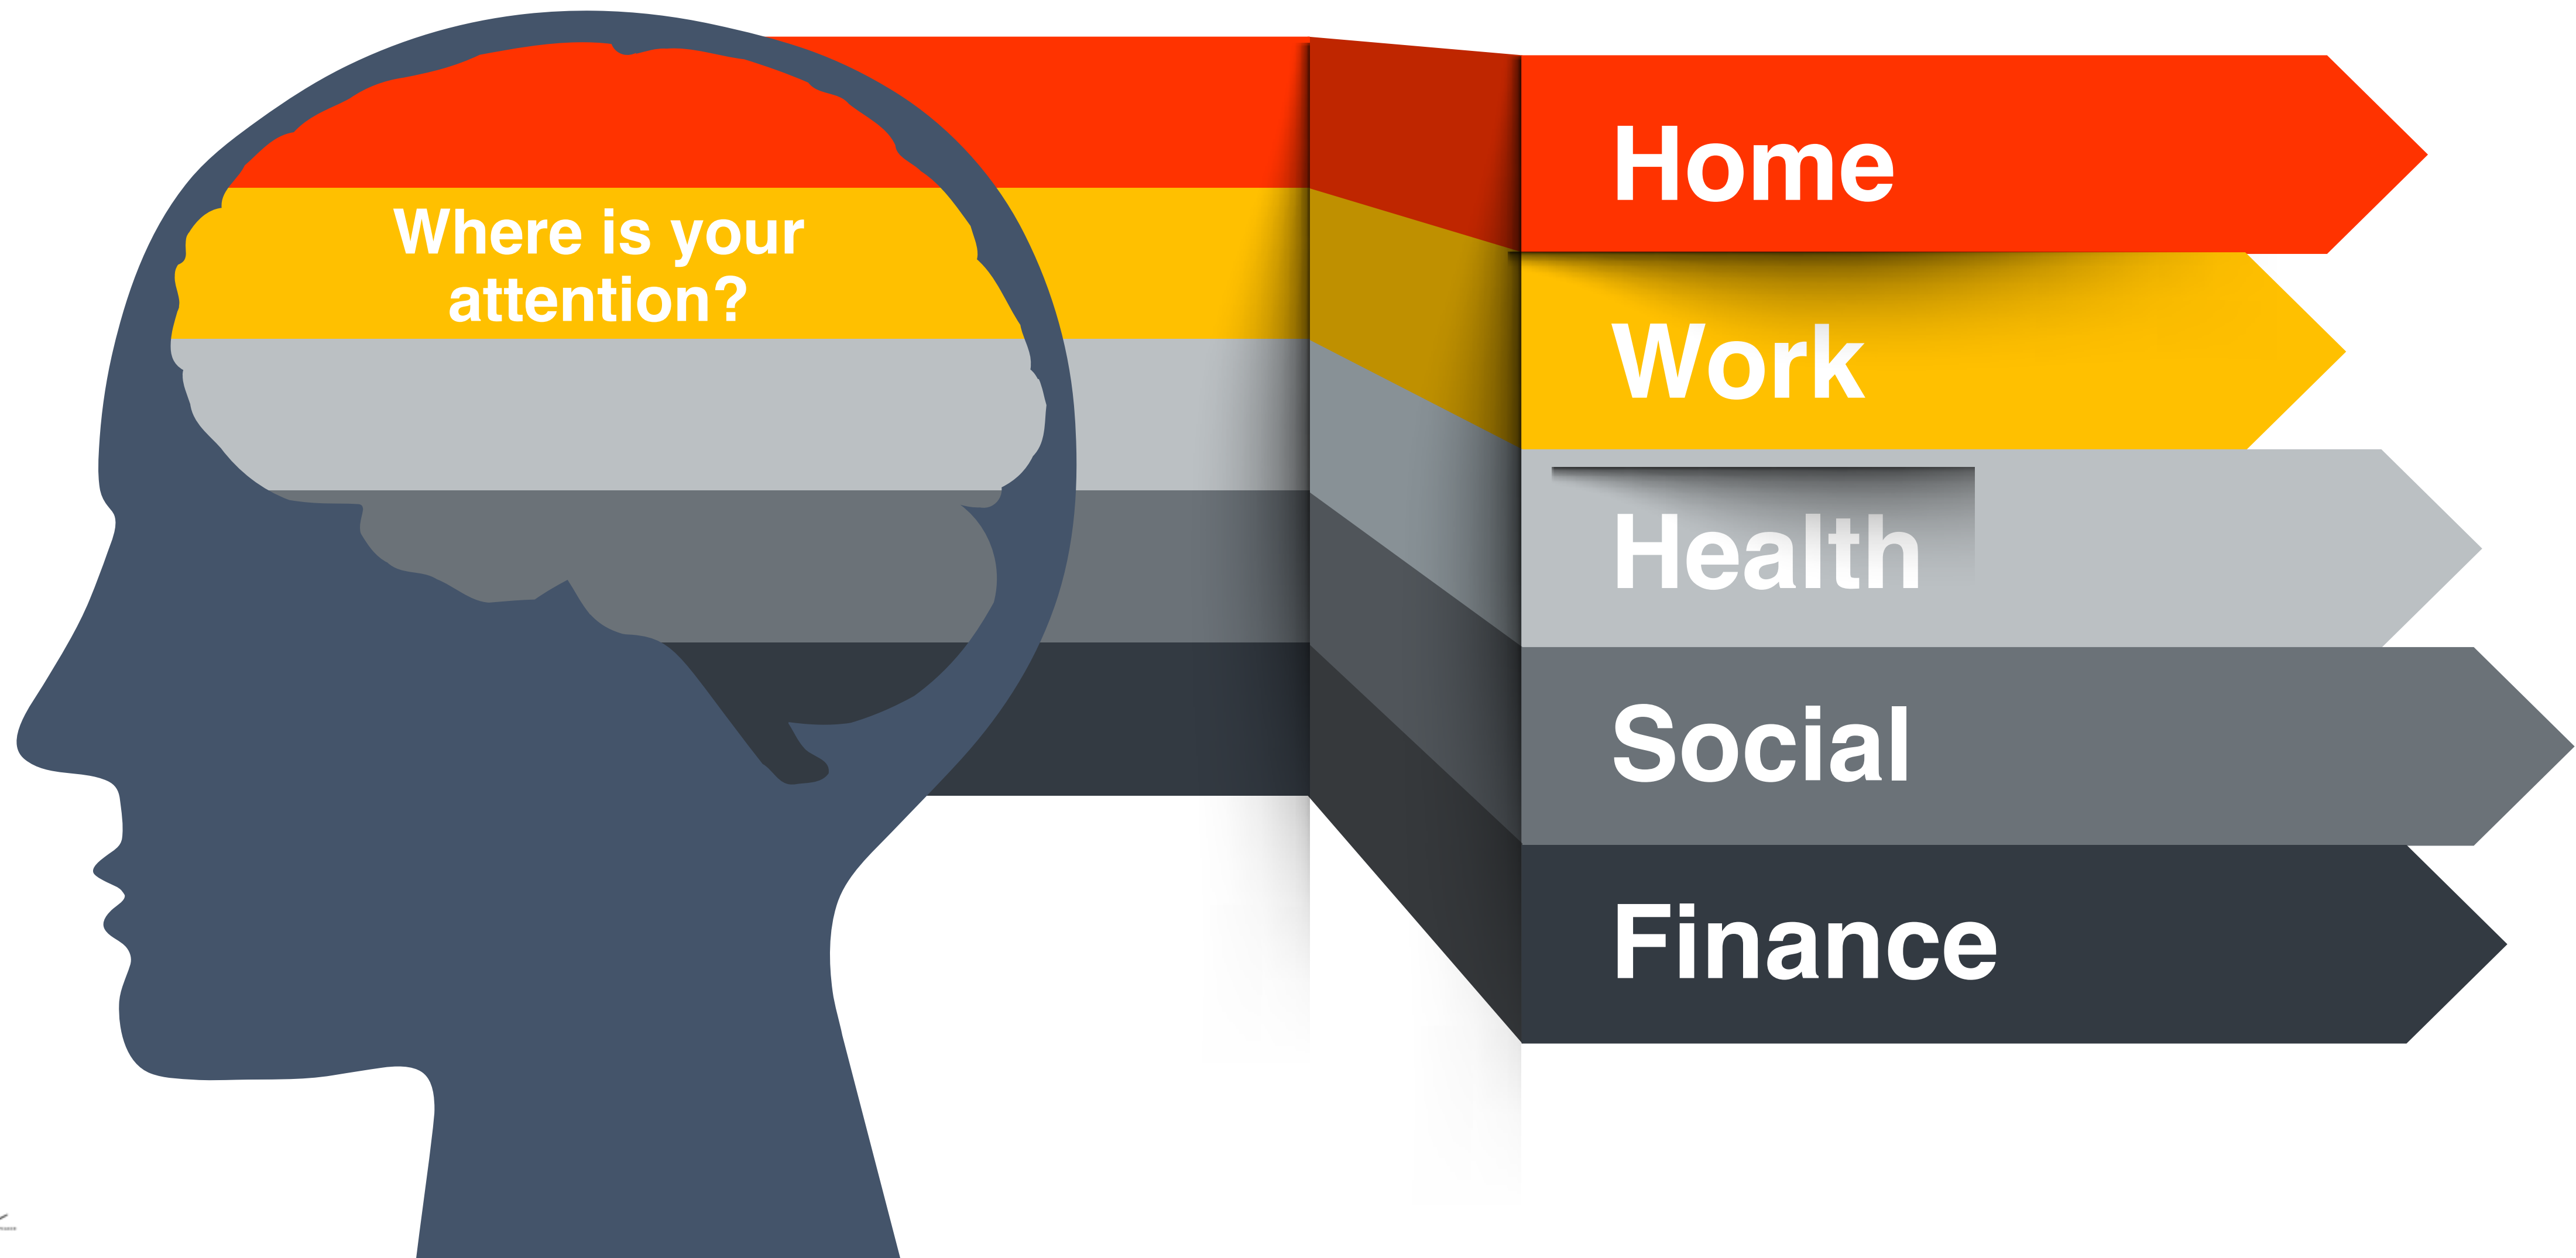 Where is your
attention?
Home
Work
Health
Social
Finance